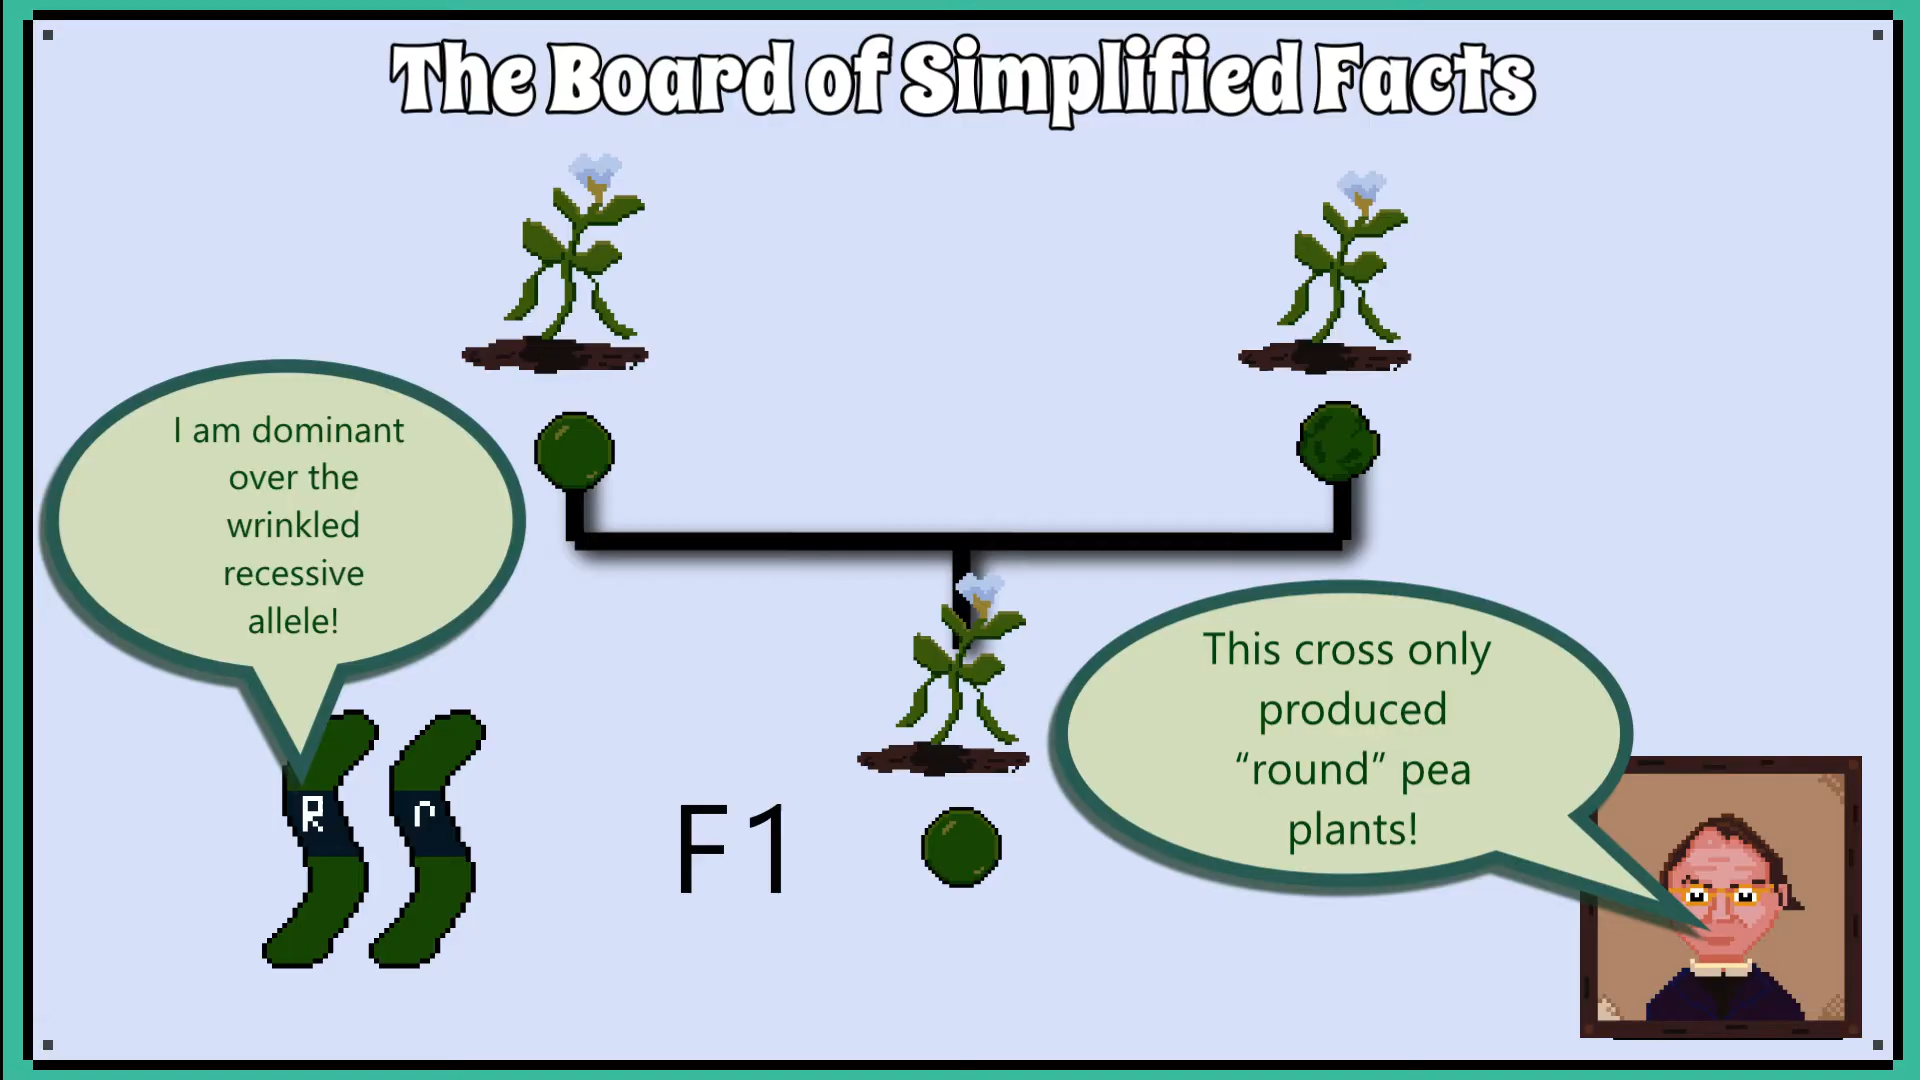 The Board of Simplified Facts
I am dominant
over the
wrinkled
recessive
allele!
This cross only
produced
“round” pea
plants!
R
r
F1